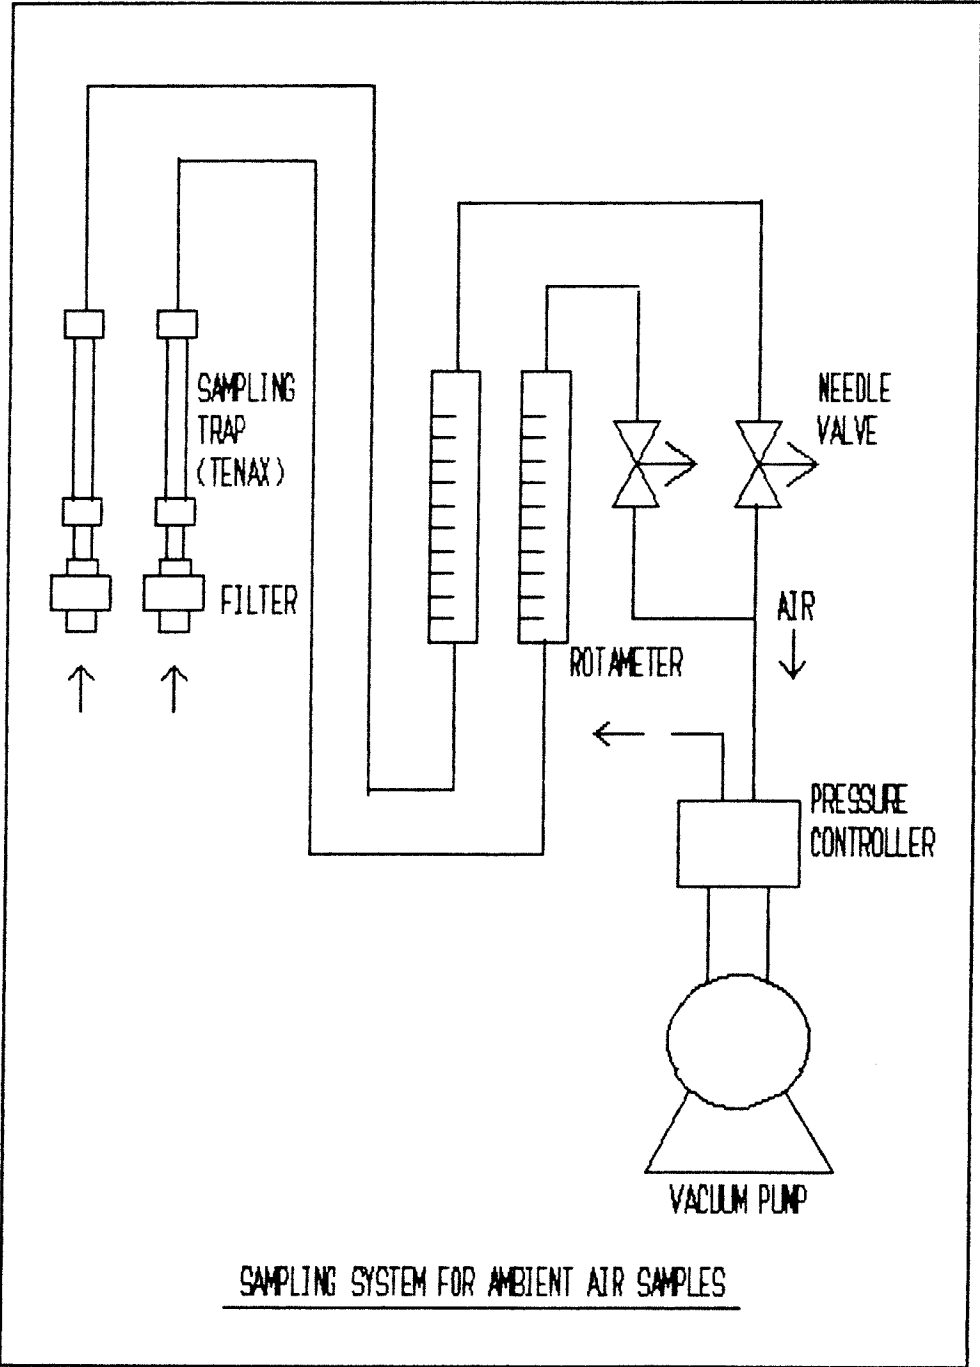 SAMPLING
TRAP
(TENAX)
NEEDLE
VALVE
FILTER
AIR
ROTAMETER
PRESSURE
CONTROLLER
VACUUM PUMP
SAMPLING SYSTEM FOR AMBIENT AIR SAMPLES